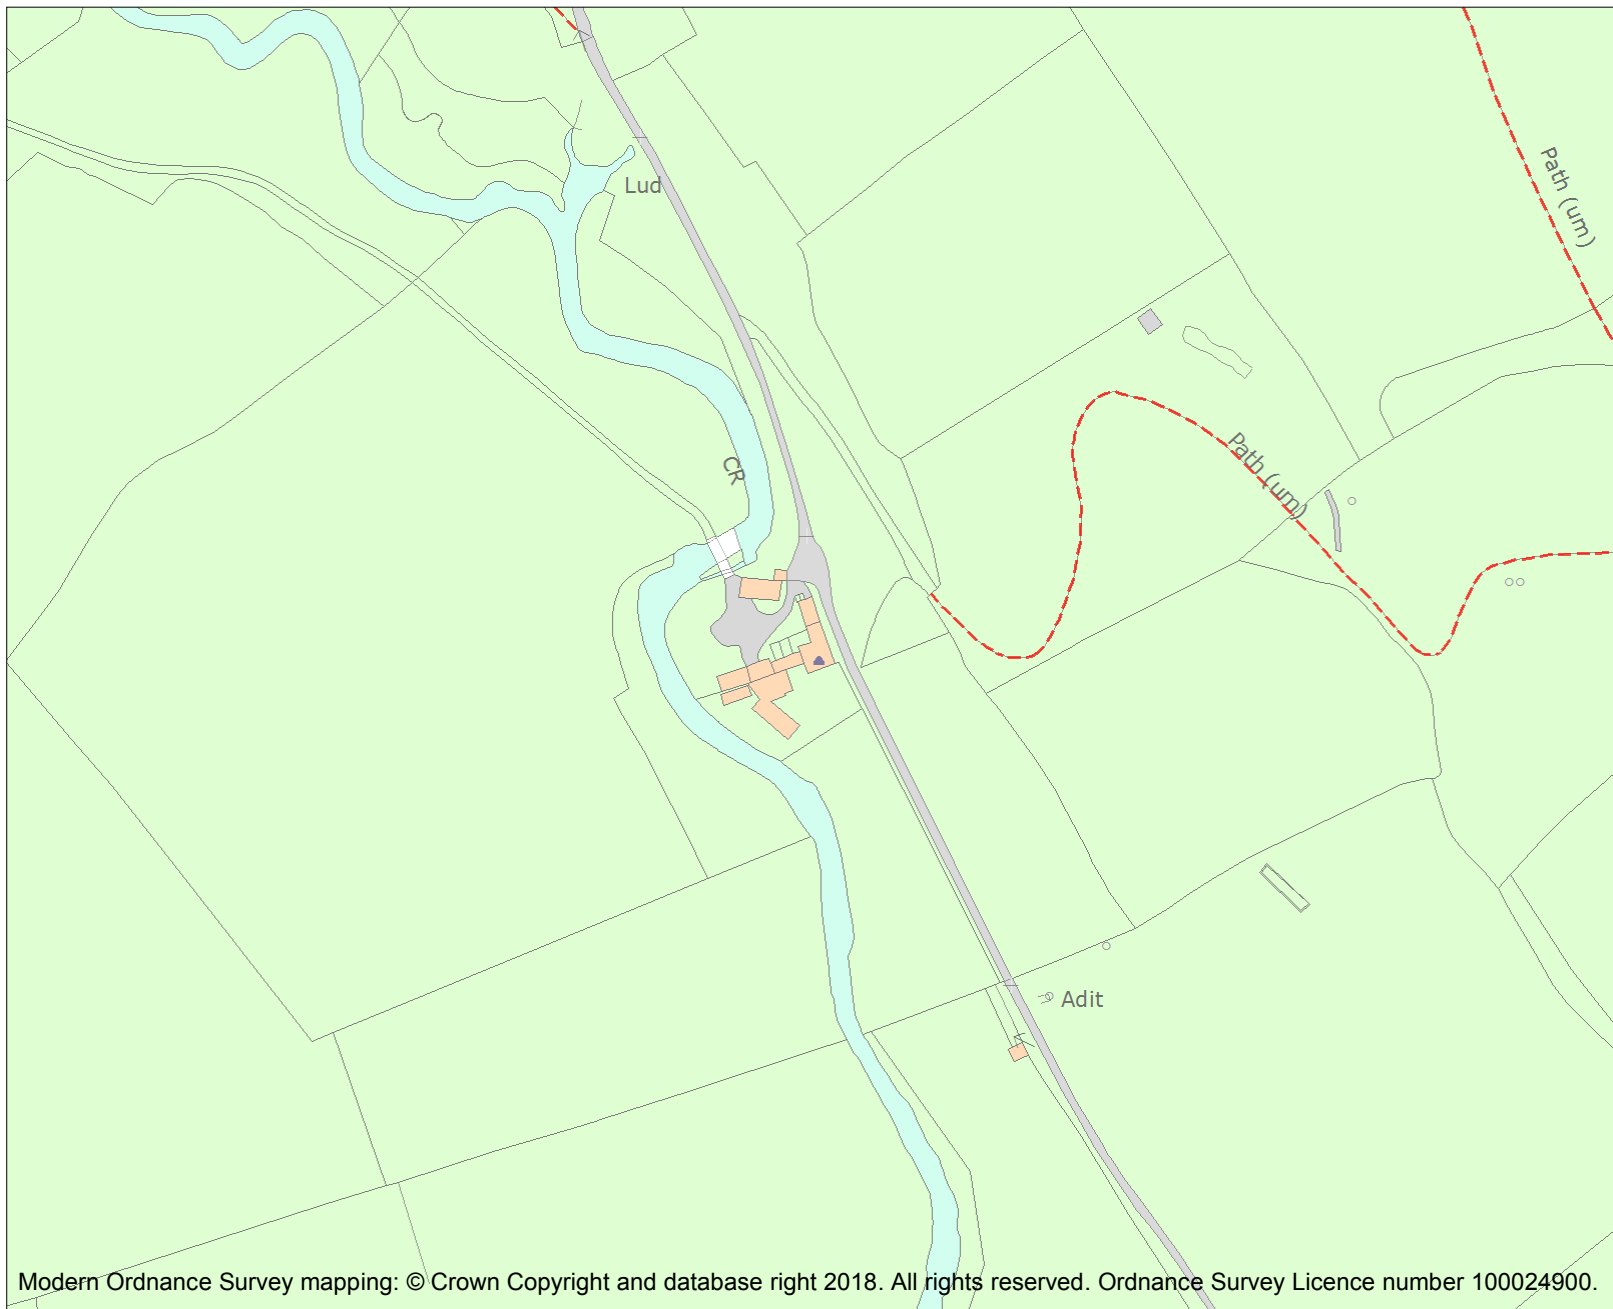 Path (um)
Lud
Path (um)
CR
Adit
Modern Ordnance Survey mapping: © Crown Copyright and database right 2018. All rights reserved. Ordnance Survey Licence number 100024900.